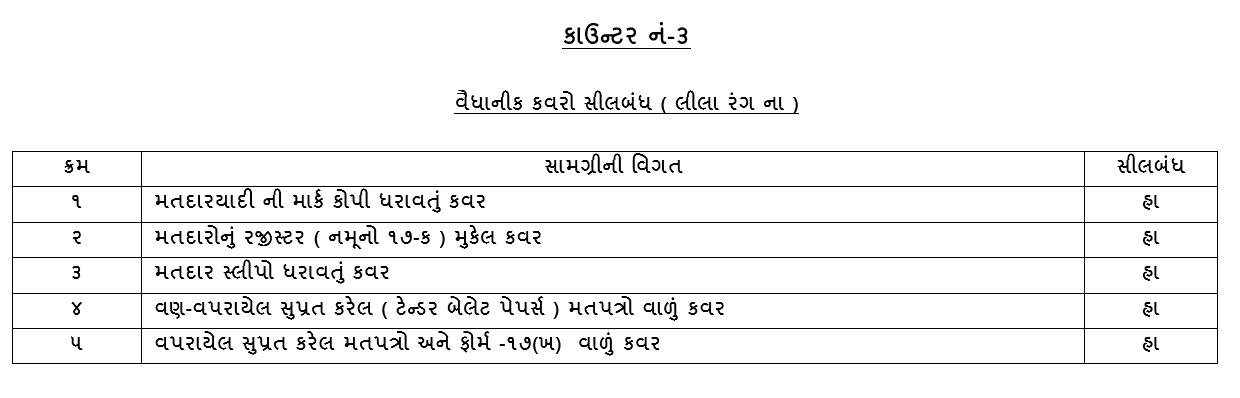 કાઉન્ટર નં-૩
વૈધાનીક કવરો સીલબંધ ( લીલા રંગ ના )
ક્રમ સામગ્રીની વિગત સીલબંધ
૧ મતદારયાદી ની માર્ક કોપી ધરાવતું કવર હા
૨ મતદારોનું રજીસ્ટર ( નમૂનો ૧૭-ક ) મુકેલ કવર હા
૩ મતદાર સ્લીપો ધરાવતું કવર હા
૪ વણ-વપરાયેલ સુપ્રત કરેલ ( ટેન્ડર બેલેટ પેપર્સ ) મતપત્રો વાળું કવર હા
૫ વપરાયેલ સુપ્રત કરેલ મતપત્રો અને ફોર્મ -૧૭(ખ) વાળું કવર હા